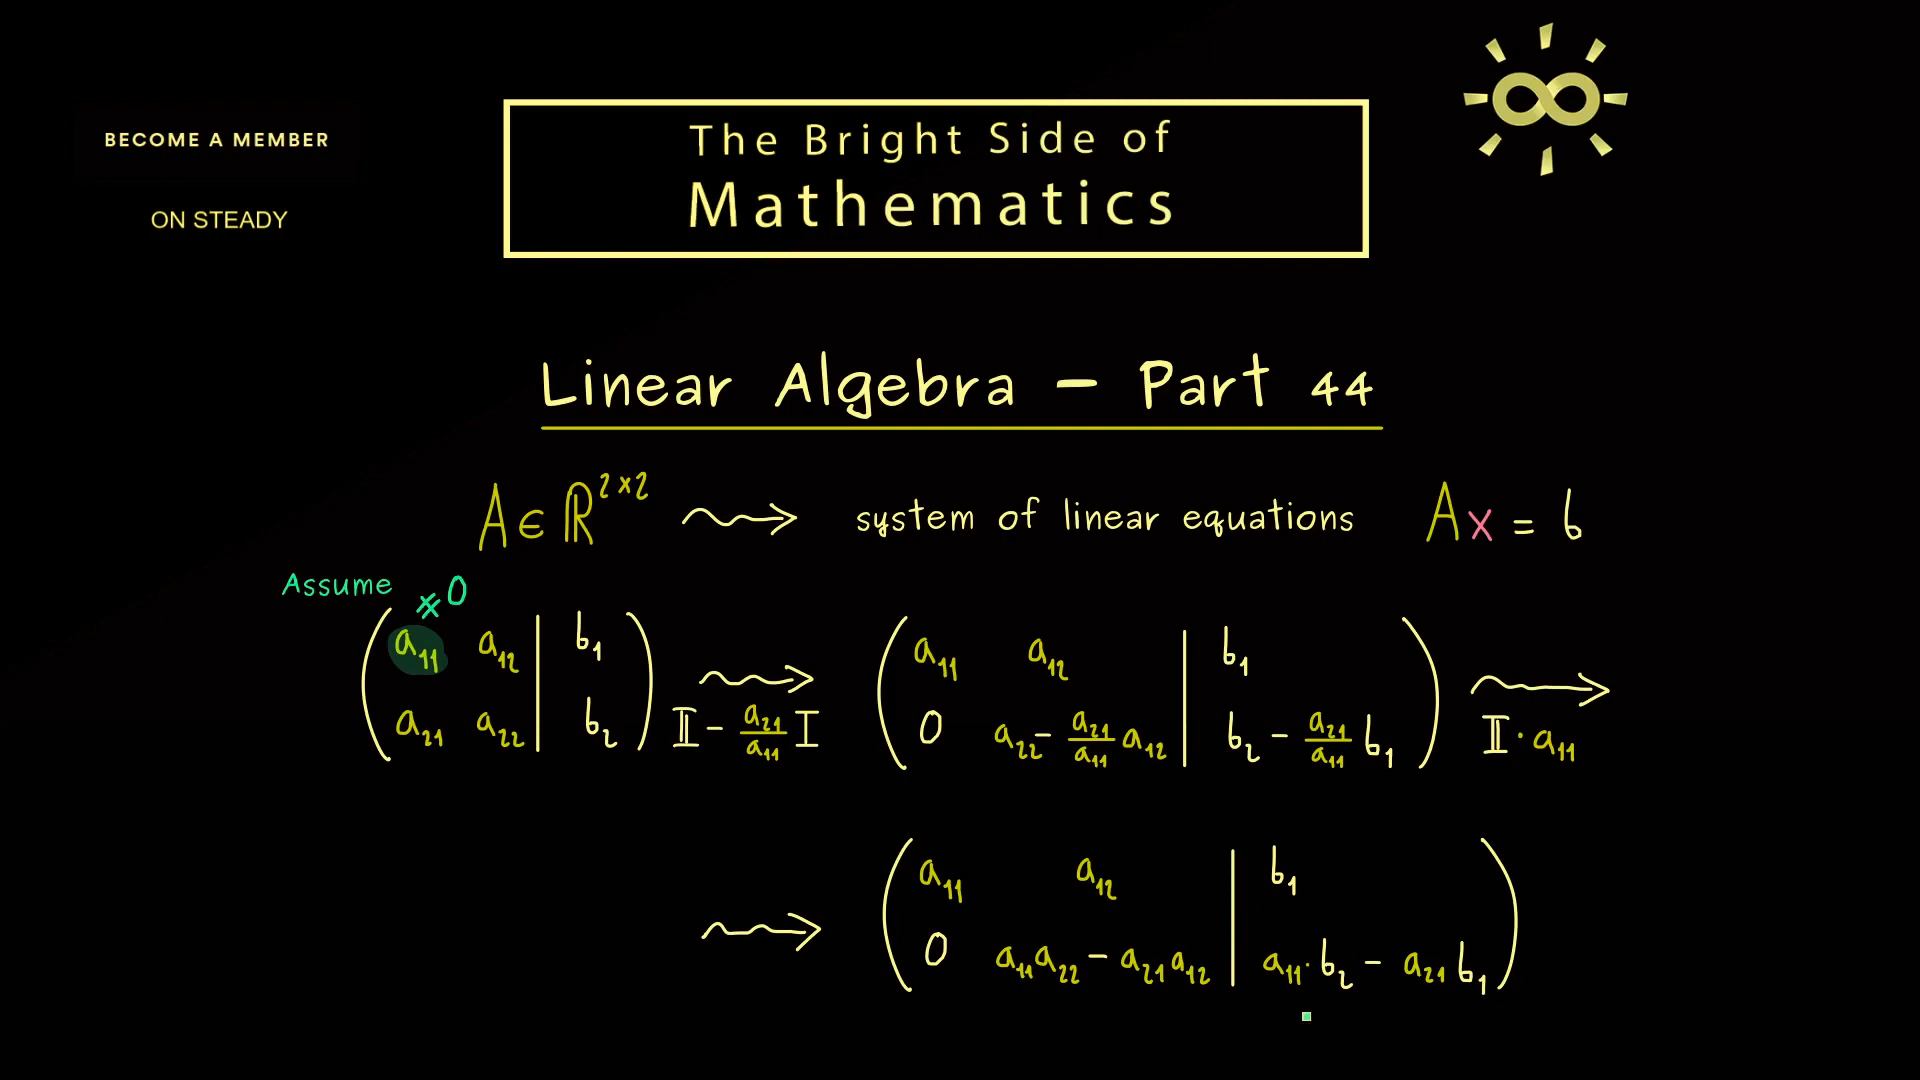 BECOME A MEMBER
ON STEADY
The Bright Side of
Mathematics
Linear Algebra – Part 44
A ∈ ℝ²ˣ² ⇝ system of linear equations Ax = b
Assume ≠0
( a₁₁ a₁₂ | b₁ ) ⇝ ( a₁₁ a₁₂ | b₁ ) ⇝
( a₂₁ a₂₂ | b₂ ) II − a₂₁/a₁₁ I ( 0 a₂₂ − a₂₁/a₁₁ a₁₂ | b₂ − a₂₁/a₁₁ b₁ ) II · a₁₁
⇝ ( a₁₁ a₁₂ | b₁ )
( 0 a₁₁a₂₂ − a₂₁a₁₂ | a₁₁·b₂ − a₂₁b₁ )